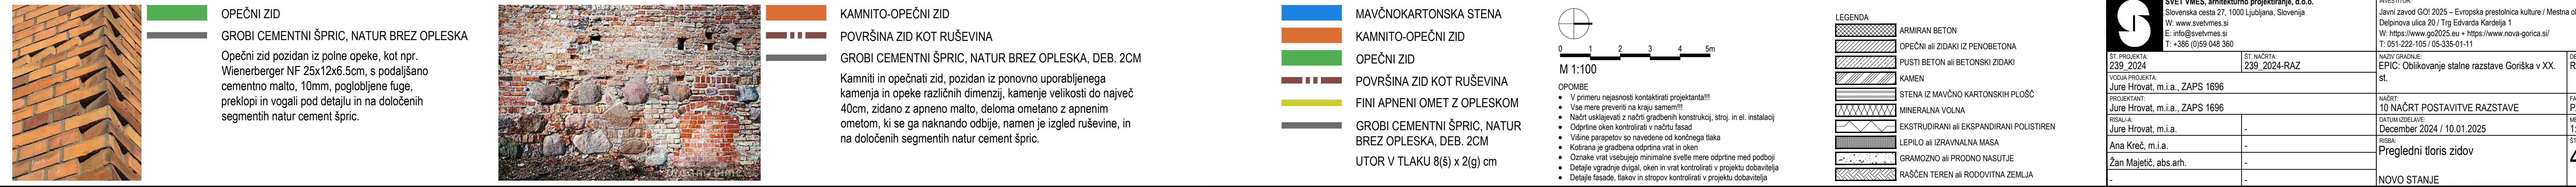 OPEČNI ZID
GROBI CEMENTNI ŠPRIC, NATUR BREZ OPLESKA
Opečni zid pozidan iz polne opeke, kot npr.
Wienerberger NF 25x12x6.5cm, s podaljšano
cementno malto, 10mm, poglobljene fuge,
preklopi in vogali pod detajlu in na določenih
segmentih natur cement špric.
KAMNITO-OPEČNI ZID
POVRŠINA ZID KOT RUŠEVINA
GROBI CEMENTNI ŠPRIC, NATUR BREZ OPLESKA, DEB. 2CM
Kamniti in opečnati zid, pozidan iz ponovno uporabljenega
kamenja in opeke različnih dimenzij, kamenje velikosti do največ
40cm, zidano z apneno malto, deloma ometano z apnenim
ometom, ki se ga naknando odbije, namen je izgled ruševine, in
na določenih segmentih natur cement špric.
dreamstime
MAVČNOKARTONSKA STENA
KAMNITO-OPEČNI ZID
OPEČNI ZID
POVRŠINA ZID KOT RUŠEVINA
FINI APNENI OMET Z OPLESKOM
GROBI CEMENTNI ŠPRIC, NATUR
BREZ OPLESKA, DEB. 2CM
UTOR V TLAKU 8(š) x 2(g) cm
0 1 2 3 4 5m
M 1:100
OPOMBE
• V primeru nejasnosti kontaktirati projektanta!!!
• Vse mere preveriti na kraju samem!!!
• Načrt usklajevati z načrti gradbenih konstrukcij, stroj. in el. instalacij
• Odprtine oken kontrolirati v načrtu fasad
• Višine parapetov so navedene od končnega tlaka
• Kotirana je gradbena odprtina vrat in oken
• Oznake vrat vsebujejo minimalne svetle mere odprtine med podboji
• Detajle vgradnje dvigal, oken in vrat kontrolirati v projektu dobavitelja
• Detajle fasade, tlakov in stropov kontrolirati v projektu dobavitelja
LEGENDA
ARMIRAN BETON
OPEČNI ali ZIDAKI IZ PENOBETONA
PUSTI BETON ali BETONSKI ZIDAKI
KAMEN
STENA IZ MAVČNO KARTONSKIH PLOŠČ
MINERALNA VOLNA
EKSTRUDIRANI ali EKSPANDIRANI POLISTIREN
LEPILO ali IZRAVNALNA MASA
GRAMOZNO ali PRODNO NASUTJE
RAŠČEN TEREN ali RODOVITNA ZEMLJA
SVET VMES, arhitekturno projektiranje, d.o.o.
Slovenska cesta 27, 1000 Ljubljana, Slovenija
W: www.svetvmes.si
E: info@svetvmes.si
T: +386 (0)59 048 360
ŠT. PROJEKTA:
239_2024
ŠT. NAČRTA:
239_2024-RAZ
VODJA PROJEKTA:
Jure Hrovat, m.i.a., ZAPS 1696
PROJEKTANT:
Jure Hrovat, m.i.a., ZAPS 1696
RISALI-A:
Jure Hrovat, m.i.a. -
Ana Kreč, m.i.a. -
Žan Majetič, abs.arh. -
- -
INVESTITOR:
Javni zavod GO! 2025 – Evropska prestolnica kulture / Mestna o
Delpinova ulica 20 / Trg Edvarda Kardelja 1
W: https://www.go2025.eu + https://www.nova-gorica.si/
T: 051-222-105 / 05-335-01-11
NAZIV GRADNJE:
EPIC: Oblikovanje stalne razstave Goriška v XX.
st.
NAČRT:
10 NAČRT POSTAVITVE RAZSTAVE
DATUM IZDELAVE:
December 2024 / 10.01.2025
RISBA:
Pregledni tloris zidov
NOVO STANJE